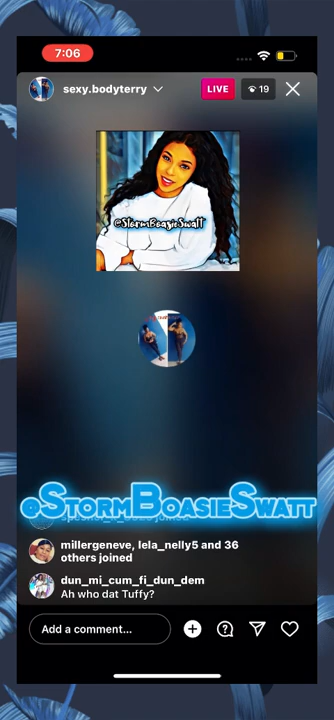 7:06
sexy.bodyterry
LIVE
19
@StormBoasieSwatt
@StormBoasieSwatt
joined
millergeneve, lela_nelly5 and 36
others joined
dun_mi_cum_fi_dun_dem
Ah who dat Tuffy?
Add a comment...